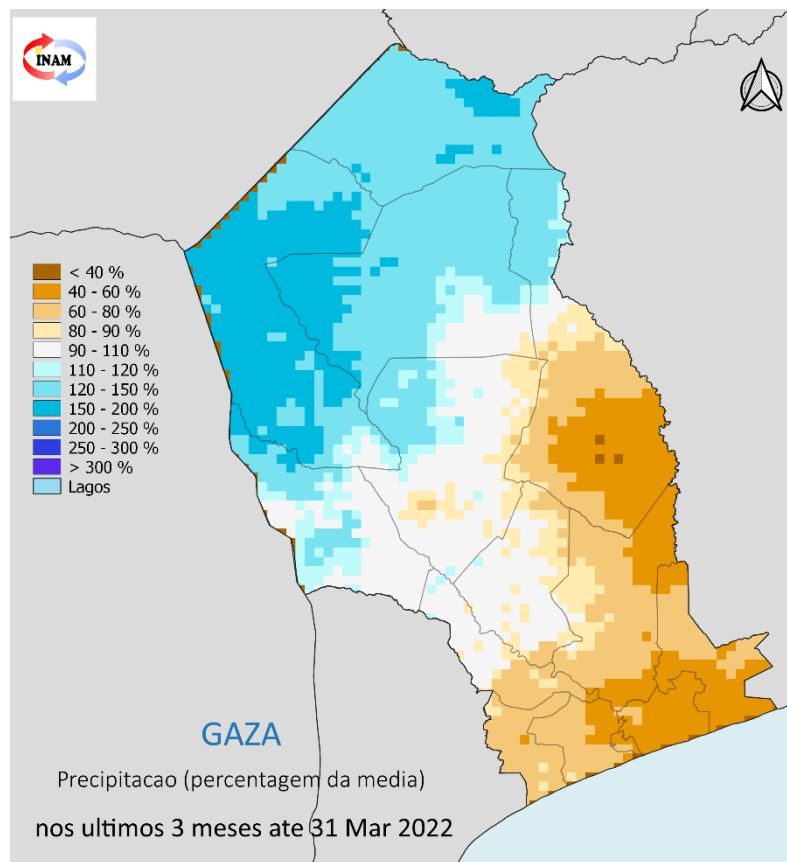 INAM
< 40 %
40 - 60 %
60 - 80 %
80 - 90 %
90 - 110 %
110 - 120 %
120 - 150 %
150 - 200 %
200 - 250 %
250 - 300 %
> 300 %
Lagos
GAZA
Precipitacao (percentagem da media)
nos ultimos 3 meses ate 31 Mar 2022